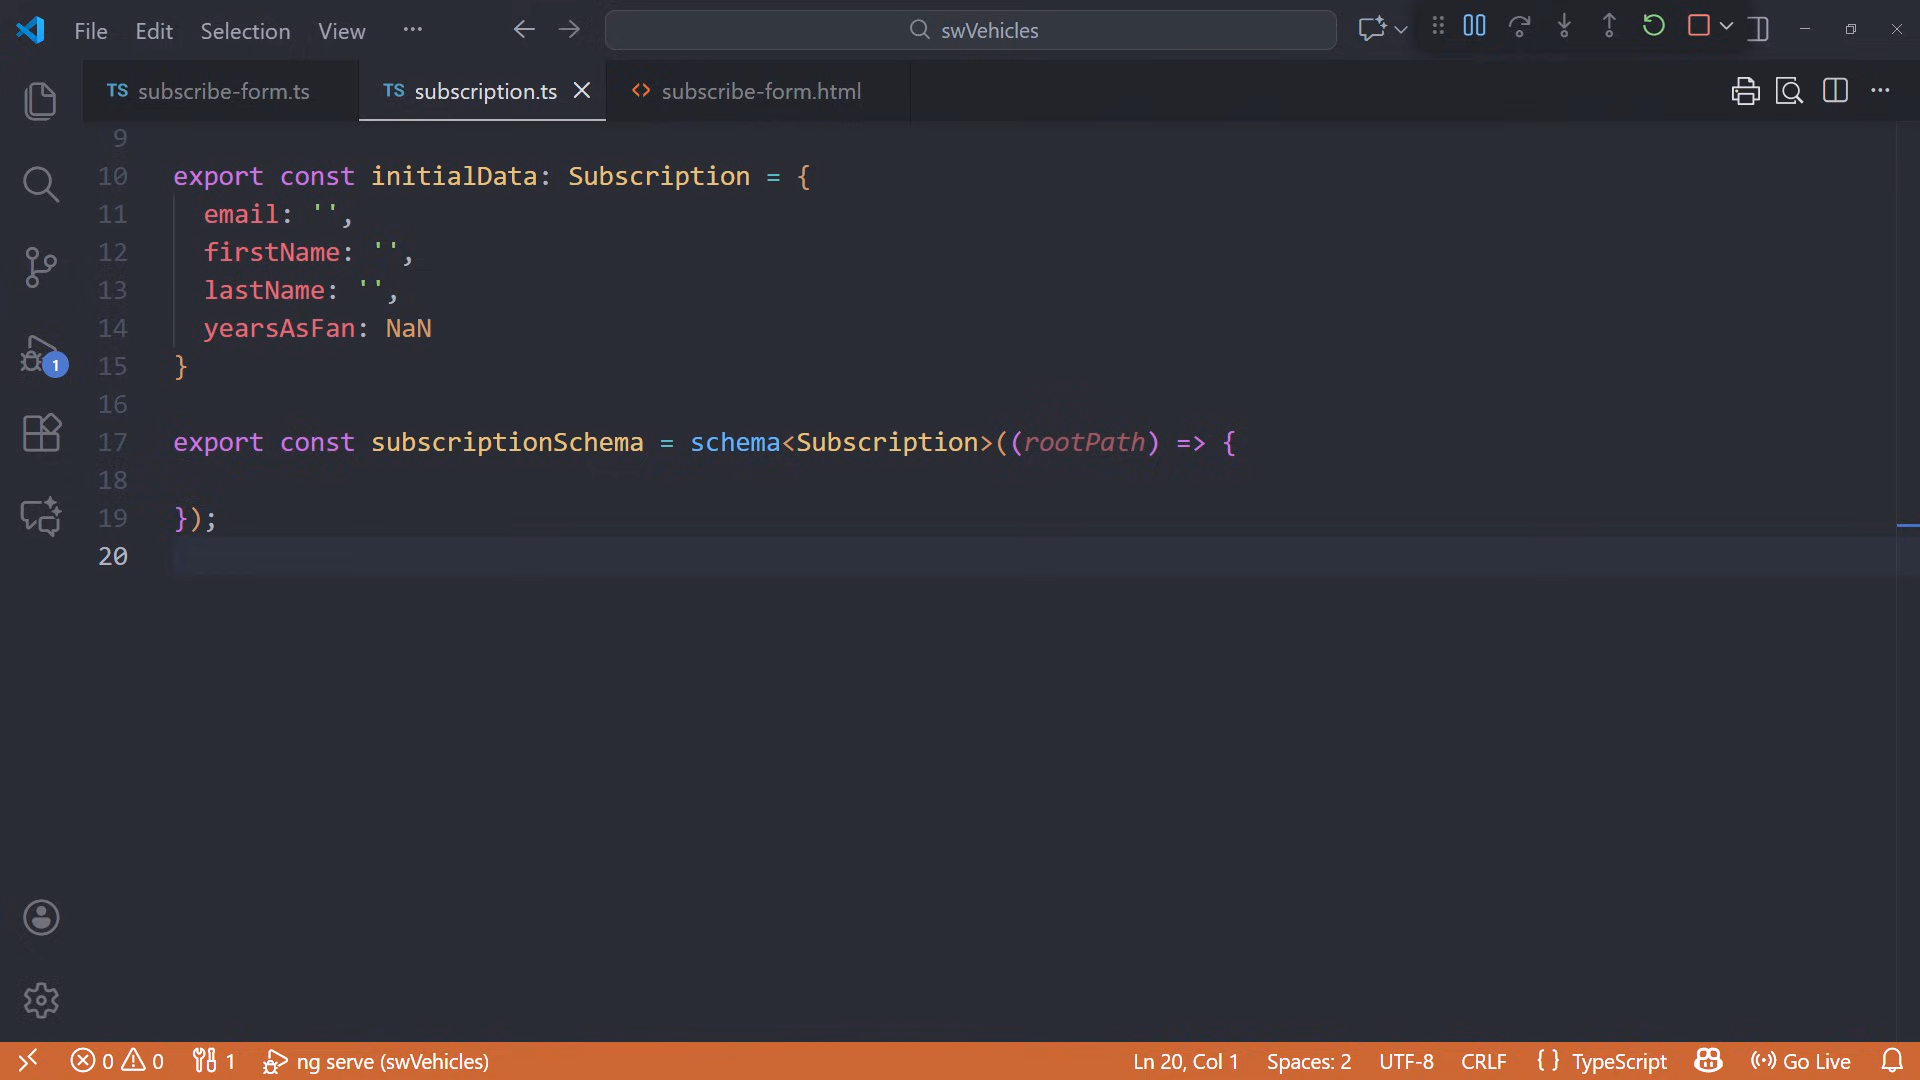 File Edit Selection View ··· swVehicles
TS subscribe-form.ts TS subscription.ts <> subscribe-form.html
9
10 export const initialData: Subscription = {
11 email: '',
12 firstName: '',
13 lastName: '',
14 yearsAsFan: NaN
15 }
16
17 export const subscriptionSchema = schema<Subscription>((rootPath) => {
18
19 });
20
1
0 0 1 ng serve (swVehicles) Ln 20, Col 1 Spaces: 2 UTF-8 CRLF {} TypeScript Go Live